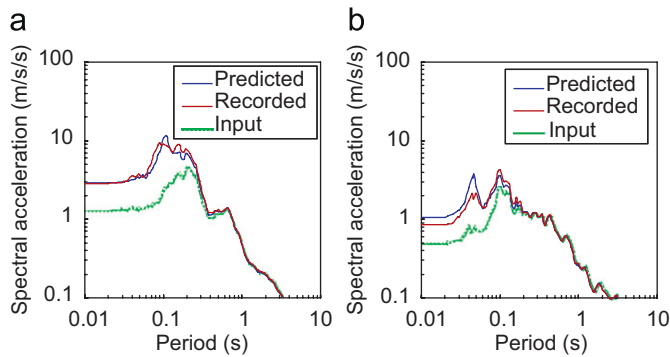 a
Spectral acceleration (m/s/s)
100
10
1
0.1
Predicted
Recorded
Input
0.01 0.1 1 10
Period (s)
b
Spectral acceleration (m/s/s)
100
10
1
0.1
Predicted
Recorded
Input
0.01 0.1 1 10
Period (s)